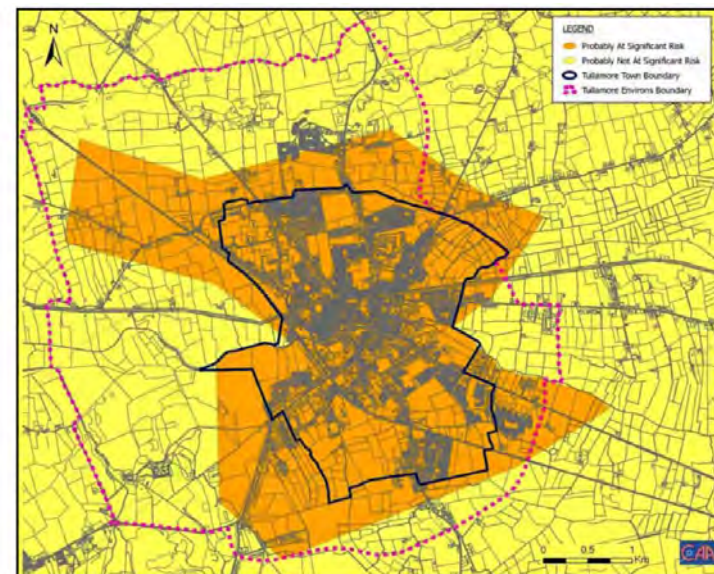 N
LEGEND
Probably At Significant Risk
Probably Not At Significant Risk
Tullamore Town Boundary
Tullamore Environs Boundary
0 0.5 1
Km